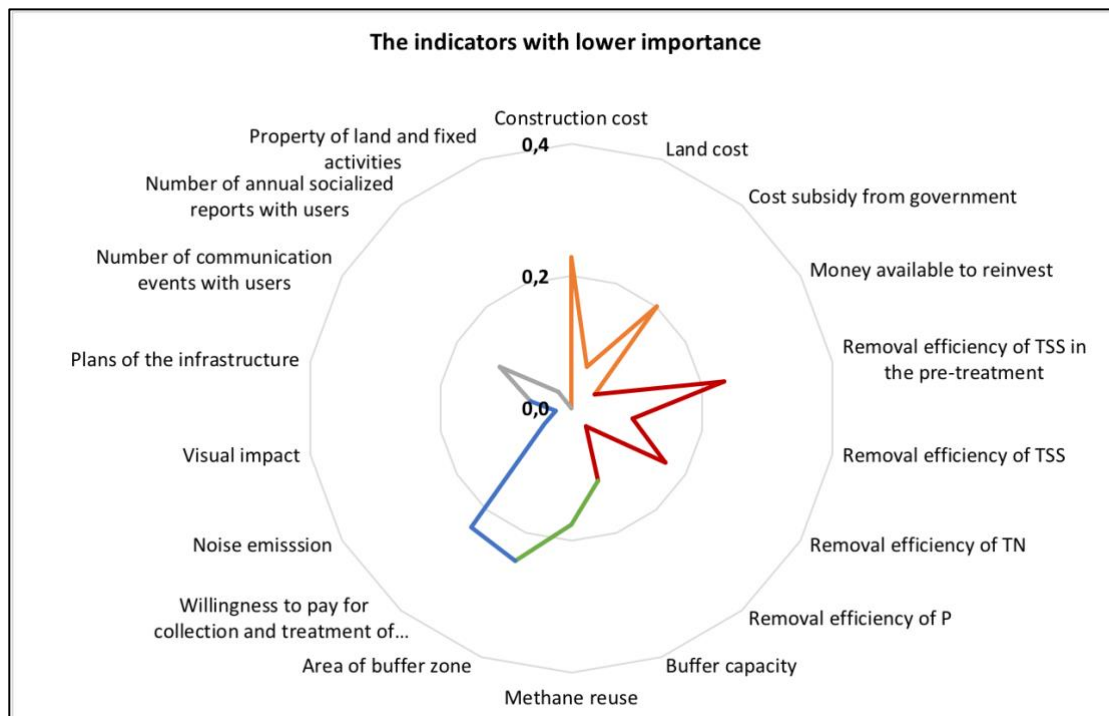 The indicators with lower importance
Construction cost
0,4
Land cost
Cost subsidy from government
Money available to reinvest
Removal efficiency of TSS in
the pre-treatment
Removal efficiency of TSS
Removal efficiency of TN
Removal efficiency of P
Buffer capacity
Methane reuse
Area of buffer zone
Willingness to pay for
collection and treatment of...
Noise emisssion
Visual impact
Plans of the infrastructure
Number of communication
events with users
Number of annual socialized
reports with users
Property of land and fixed
activities
0,2
0,0